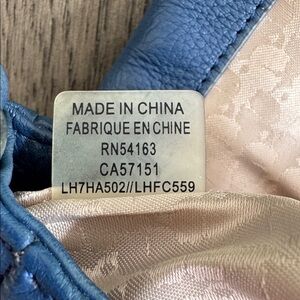 MADE IN CHINA
FABRIQUE EN CHINE
RN54163
CA57151
LH7HA502//LHFC559